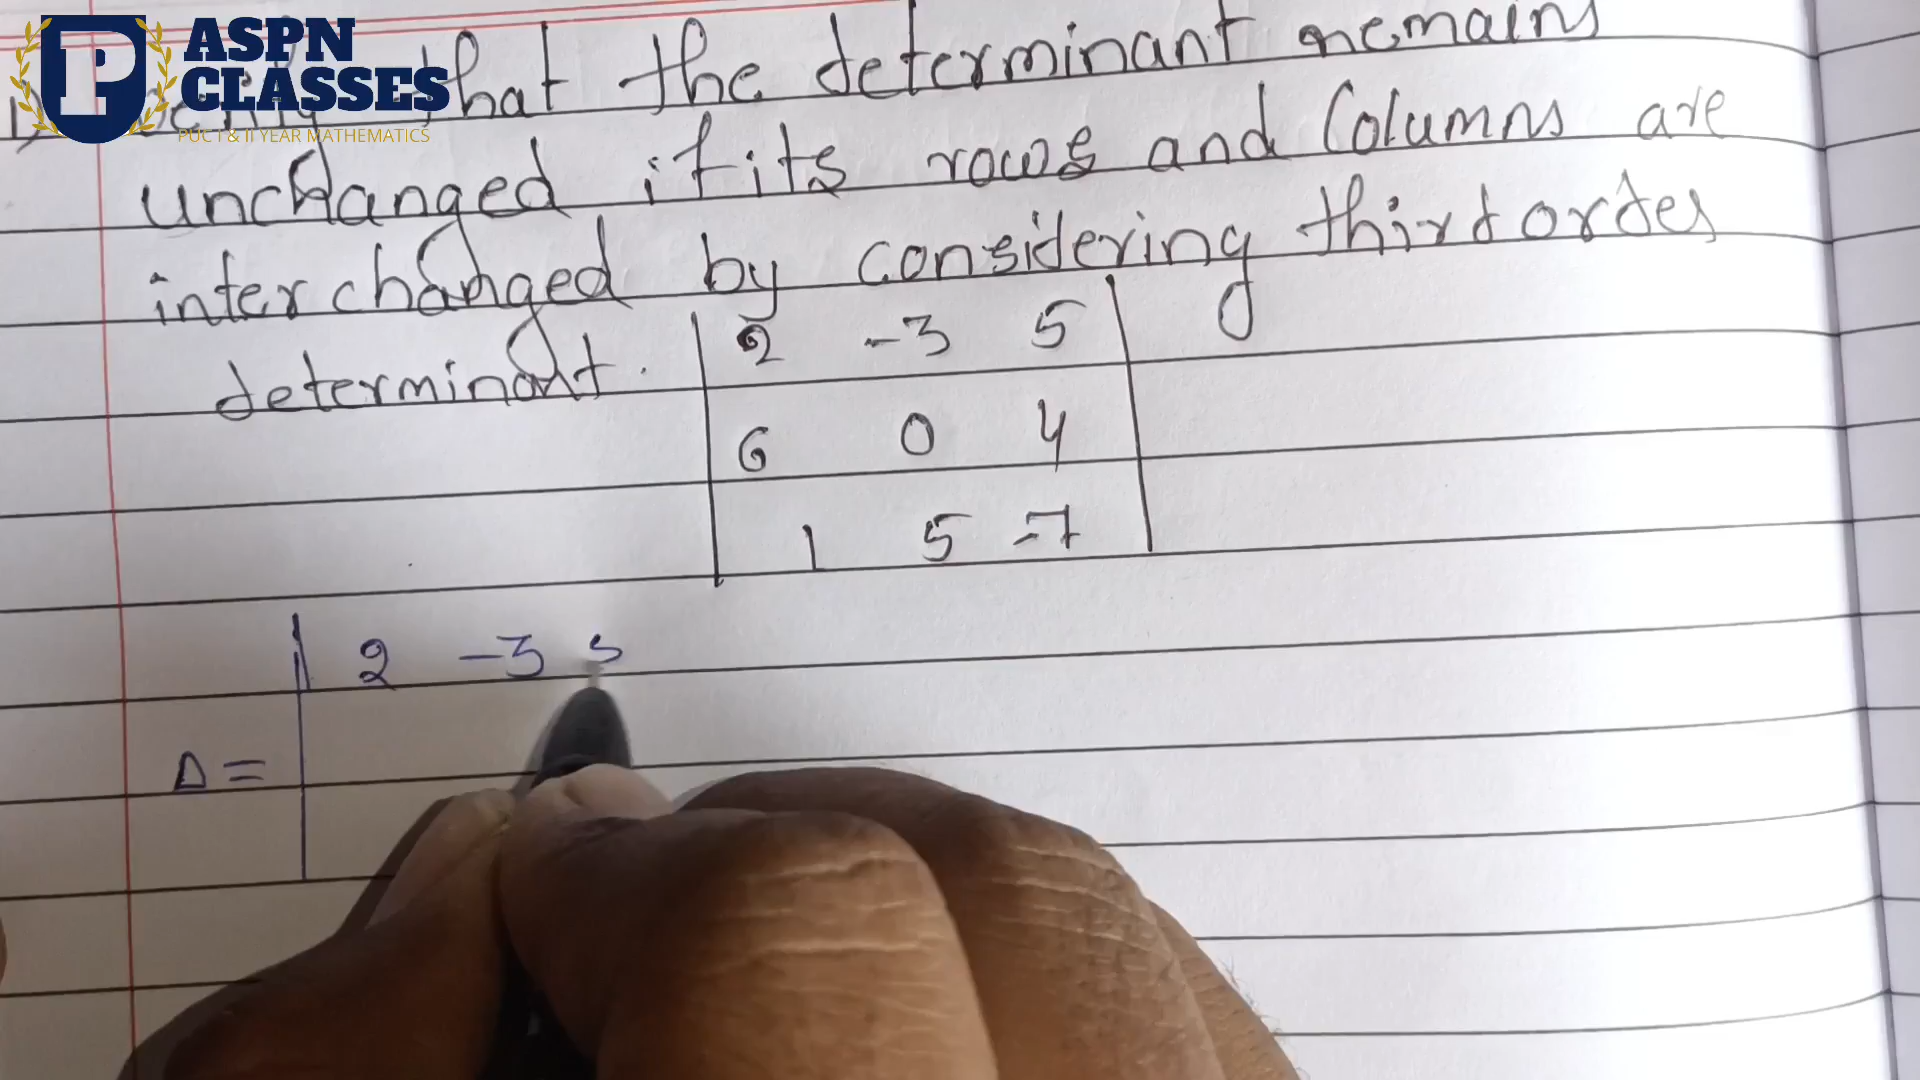 ASPN
CLASSES
PUC I & II YEAR MATHEMATICS
that the determinant remains
unchanged if its rows and Columns are
interchanged by considering third order
determinant.
2 -3 5
6 0 4
1 5 -7
2 -3 5
Δ =